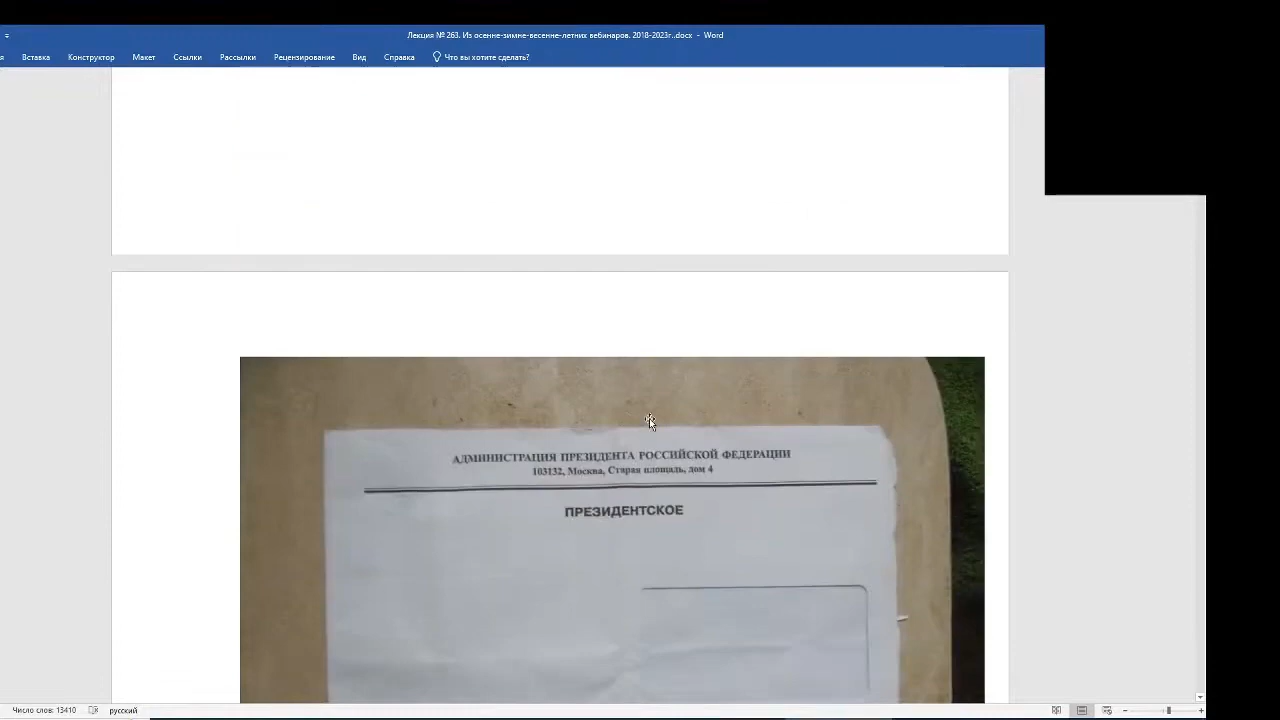 Лекция № 263. Из осенне-зимне-весенне-летних вебинаров. 2018-2023г..docx - Word
я Вставка Конструктор Макет Ссылки Рассылки Рецензирование Вид Справка Что вы хотите сделать?
АДМИНИСТРАЦИЯ ПРЕЗИДЕНТА РОССИЙСКОЙ ФЕДЕРАЦИИ
103132, Москва, Старая площадь, дом 4
ПРЕЗИДЕНТСКОЕ
Число слов: 13410 русский